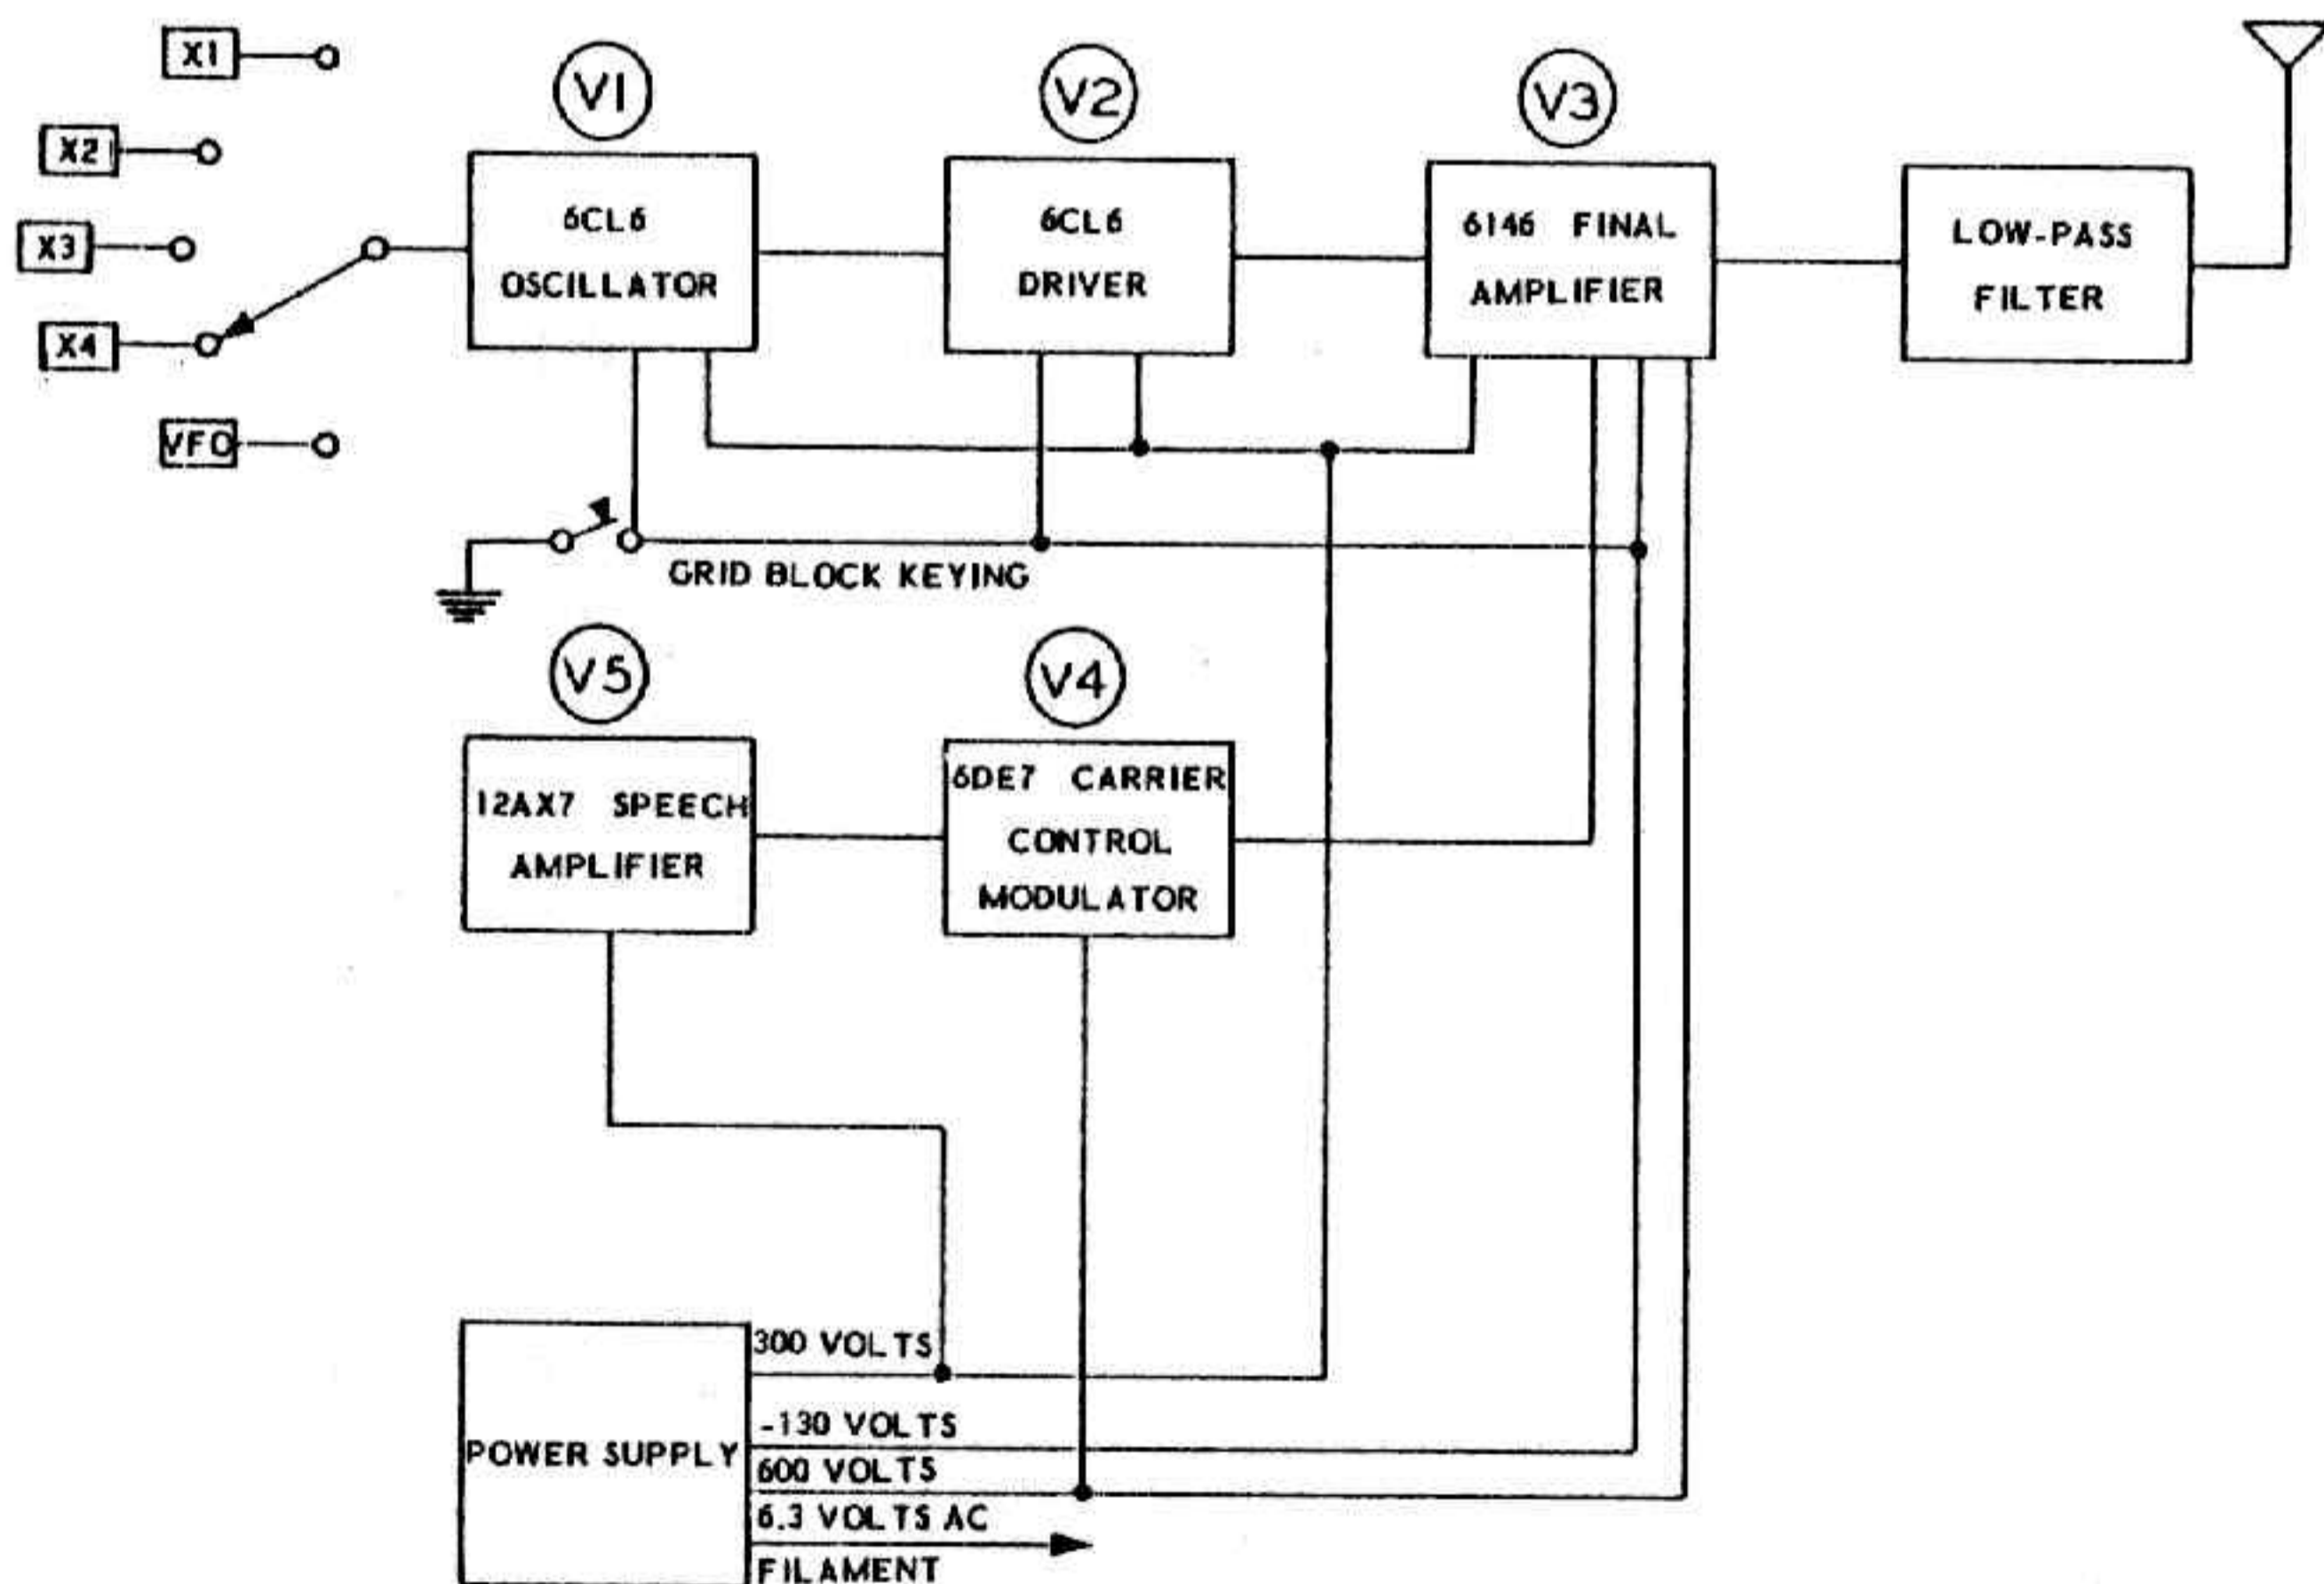 X1
X2
X3
X4
VFO
V1
6CL6
OSCILLATOR
V2
6CL6
DRIVER
V3
6146 FINAL
AMPLIFIER
LOW-PASS
FILTER
GRID BLOCK KEYING
V5
12AX7 SPEECH
AMPLIFIER
V4
6DE7 CARRIER
CONTROL
MODULATOR
POWER SUPPLY
300 VOLTS
-130 VOLTS
600 VOLTS
6.3 VOLTS AC
FILAMENT